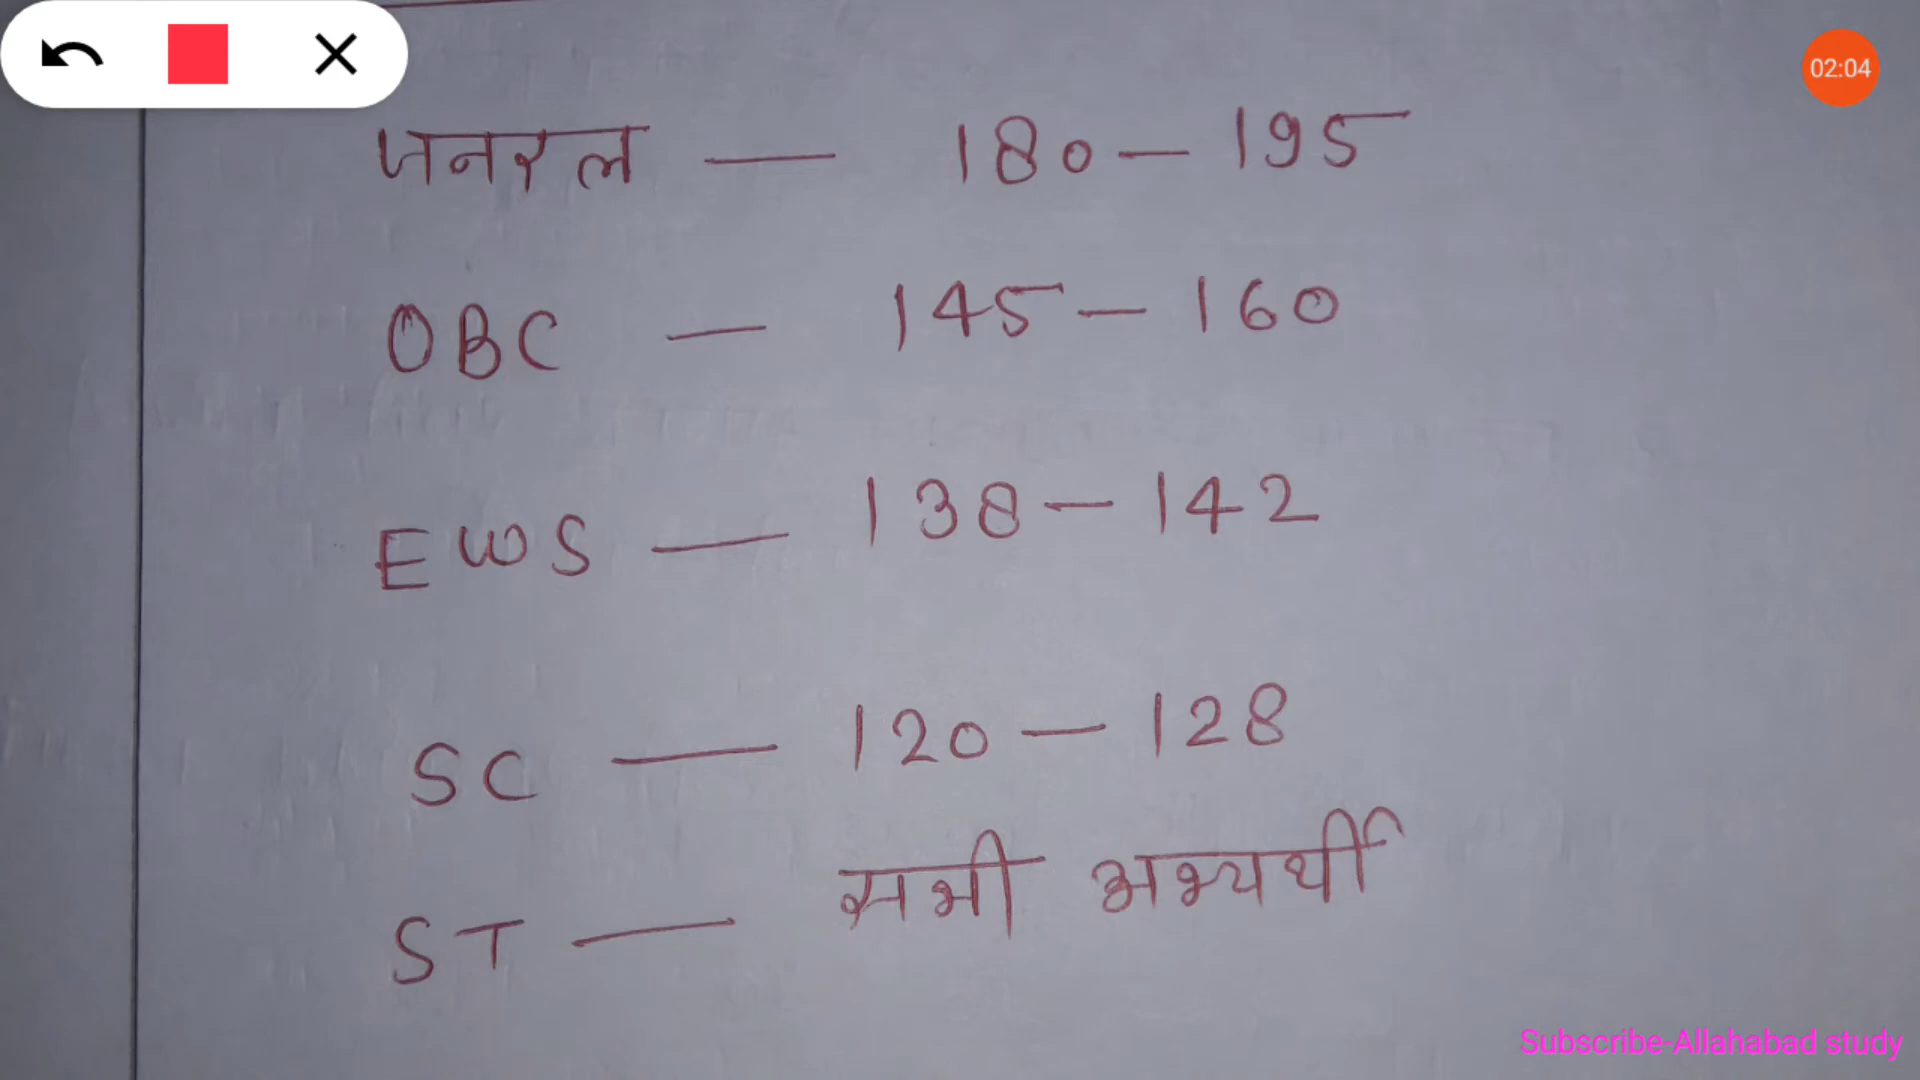 02:04
जनरल — 180 — 195
OBC — 145 — 160
EWS — 138 — 142
SC — 120 — 128
ST — सभी अभ्यर्थी
Subscribe-Allahabad study